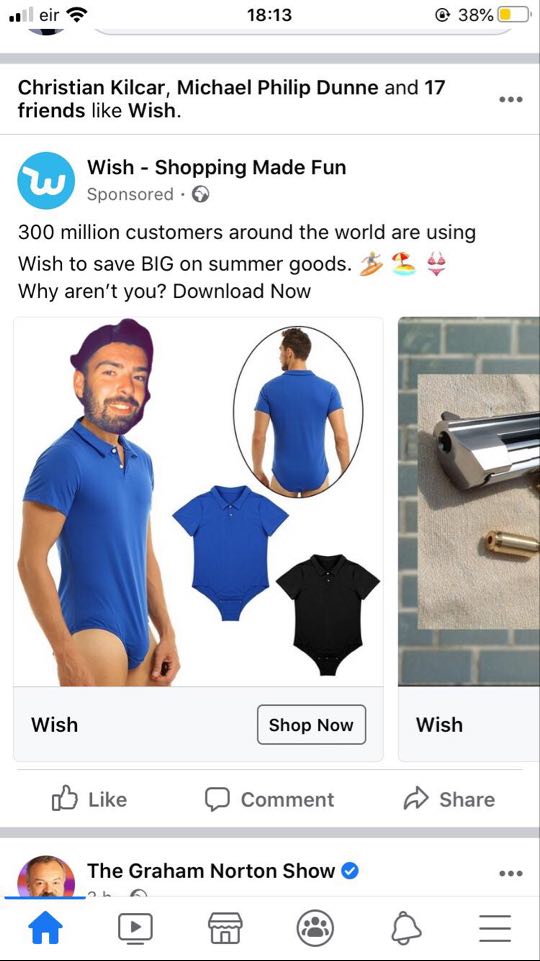 eir 18:13 38%
Christian Kilcar, Michael Philip Dunne and 17
friends like Wish.
Wish - Shopping Made Fun
Sponsored ·
300 million customers around the world are using
Wish to save BIG on summer goods.
Why aren't you? Download Now
Wish
Shop Now
Wish
Like
Comment
Share
The Graham Norton Show